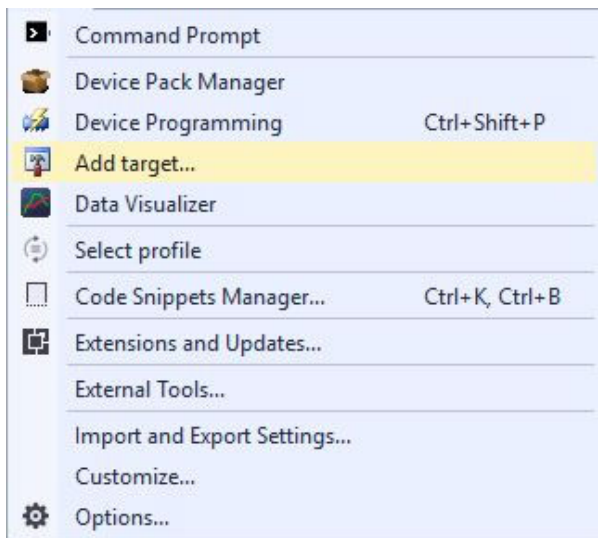 Command Prompt
Device Pack Manager
Device Programming Ctrl+Shift+P
Add target...
Data Visualizer
Select profile
Code Snippets Manager... Ctrl+K, Ctrl+B
Extensions and Updates...
External Tools...
Import and Export Settings...
Customize...
Options...